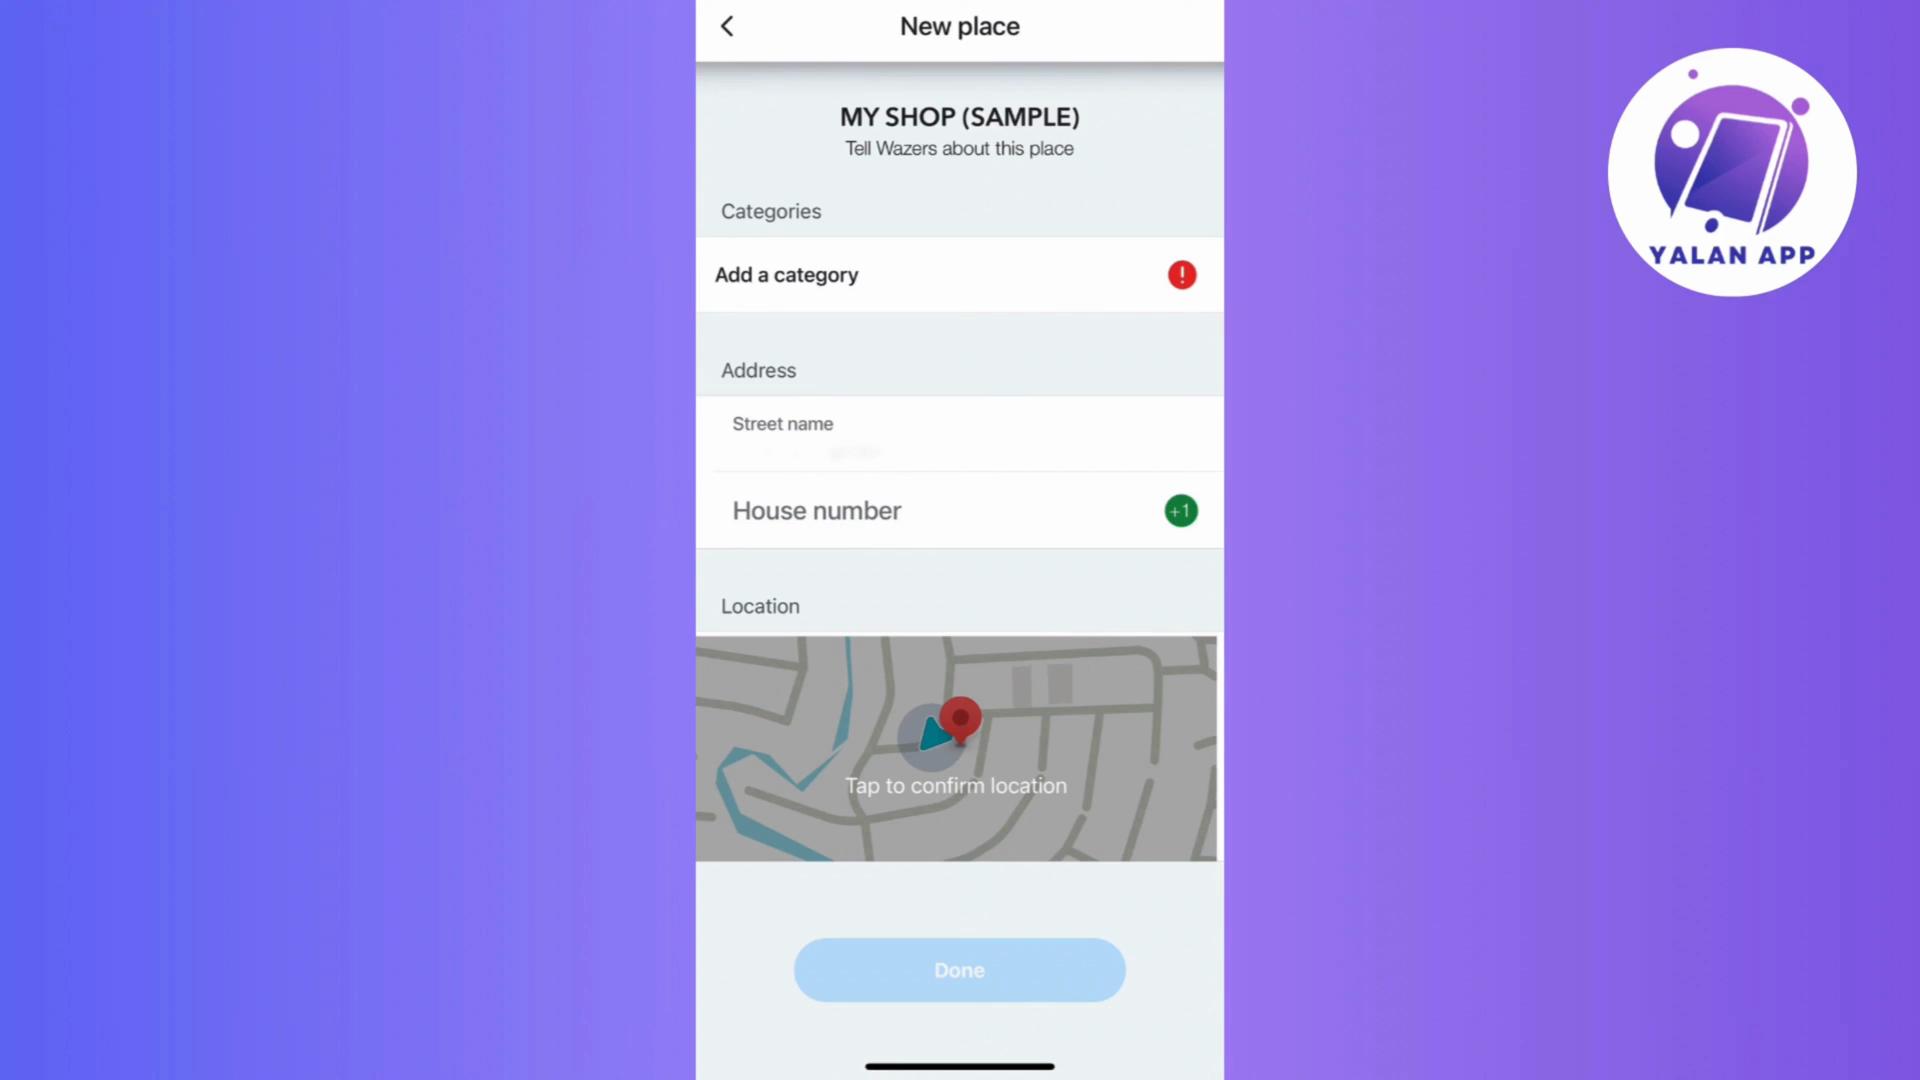 New place
MY SHOP (SAMPLE)
Tell Wazers about this place
Categories
Add a category
!
Address
Street name
House number
+1
Location
Tap to confirm location
Done
YALAN APP